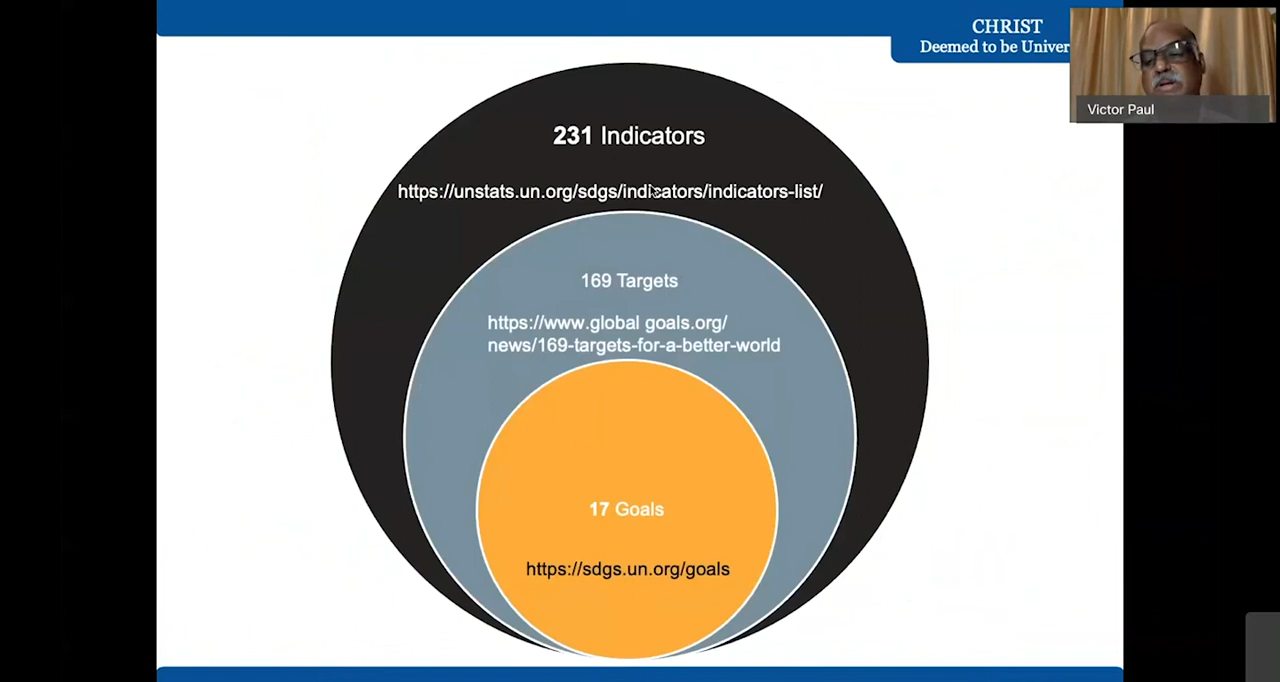 CHRIST
Deemed to be Univer
Victor Paul
231 Indicators
https://unstats.un.org/sdgs/indicators/indicators-list/
169 Targets
https://www.global goals.org/
news/169-targets-for-a-better-world
17 Goals
https://sdgs.un.org/goals